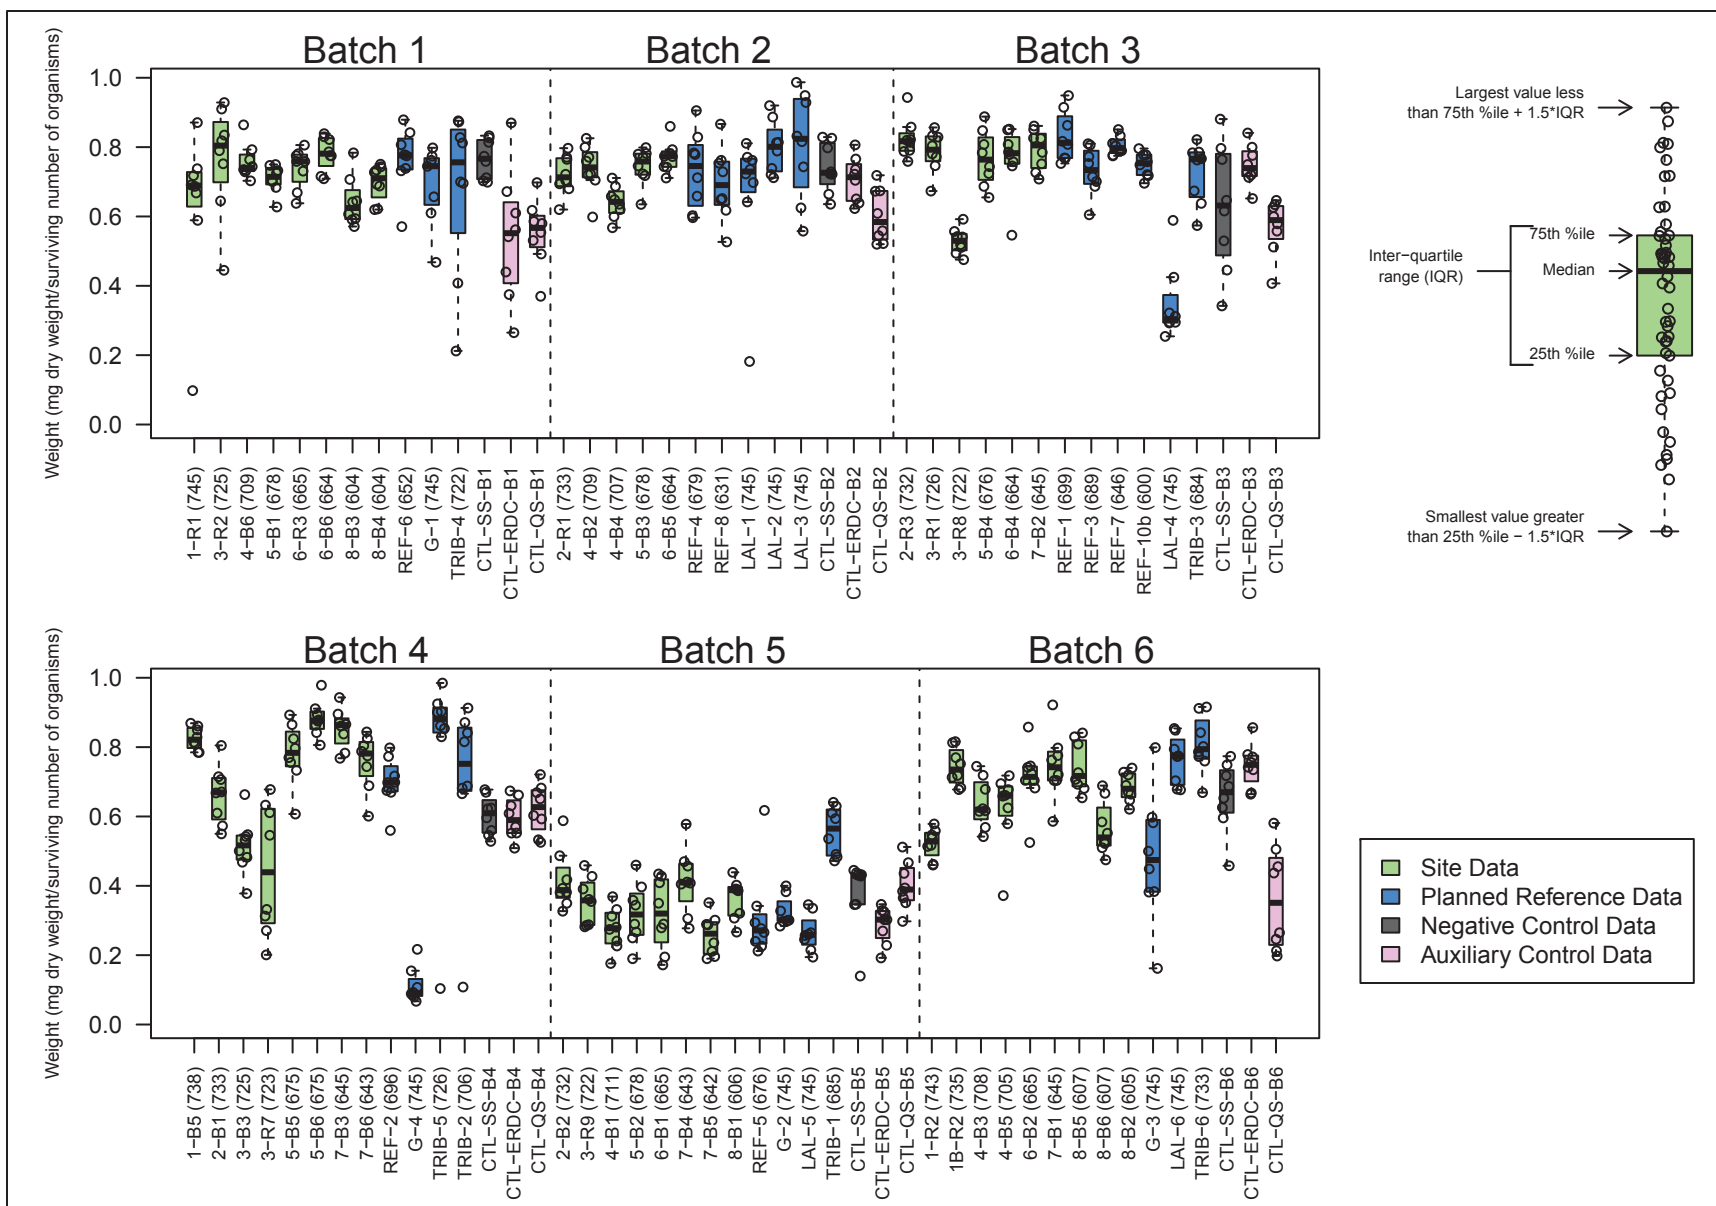 Batch 1
Batch 2
Batch 3
Weight (mg dry weight/surviving number of organisms)
1.0
0.8
0.6
0.4
0.2
0.0
1−R1 (745)
3−R2 (725)
4−B6 (709)
5−B1 (678)
6−R3 (665)
6−B6 (664)
8−B3 (604)
8−B4 (604)
REF−6 (652)
G−1 (745)
TRIB−4 (722)
CTL−SS−B1
CTL−ERDC−B1
CTL−QS−B1
2−R1 (733)
4−B2 (709)
4−B4 (707)
5−B3 (678)
6−B5 (664)
REF−4 (679)
REF−8 (631)
LAL−1 (745)
LAL−2 (745)
LAL−3 (745)
CTL−SS−B2
CTL−ERDC−B2
CTL−QS−B2
2−R3 (732)
3−R1 (726)
3−R8 (722)
5−B4 (676)
6−B4 (664)
7−B2 (645)
REF−1 (699)
REF−3 (689)
REF−7 (646)
REF−10b (600)
LAL−4 (745)
TRIB−3 (684)
CTL−SS−B3
CTL−ERDC−B3
CTL−QS−B3
Largest value less
than 75th %ile + 1.5*IQR
75th %ile
Inter−quartile
range (IQR)
Median
25th %ile
Smallest value greater
than 25th %ile − 1.5*IQR
Batch 4
Batch 5
Batch 6
Weight (mg dry weight/surviving number of organisms)
1.0
0.8
0.6
0.4
0.2
0.0
1−B5 (738)
2−B1 (733)
3−B3 (725)
3−R7 (723)
5−B5 (675)
5−B6 (675)
7−B3 (645)
7−B6 (643)
REF−2 (696)
G−4 (745)
TRIB−5 (726)
TRIB−2 (706)
CTL−SS−B4
CTL−ERDC−B4
CTL−QS−B4
2−B2 (732)
3−R9 (722)
4−B1 (711)
5−B2 (678)
6−B1 (665)
7−B4 (643)
7−B5 (642)
8−B1 (606)
REF−5 (676)
G−2 (745)
LAL−5 (745)
TRIB−1 (685)
CTL−SS−B5
CTL−ERDC−B5
CTL−QS−B5
1−R2 (743)
1B−R2 (735)
4−B3 (708)
4−B5 (705)
6−B2 (665)
7−B1 (645)
8−B5 (607)
8−B6 (607)
8−B2 (605)
G−3 (745)
LAL−6 (745)
TRIB−6 (733)
CTL−SS−B6
CTL−ERDC−B6
CTL−QS−B6
Site Data
Planned Reference Data
Negative Control Data
Auxiliary Control Data